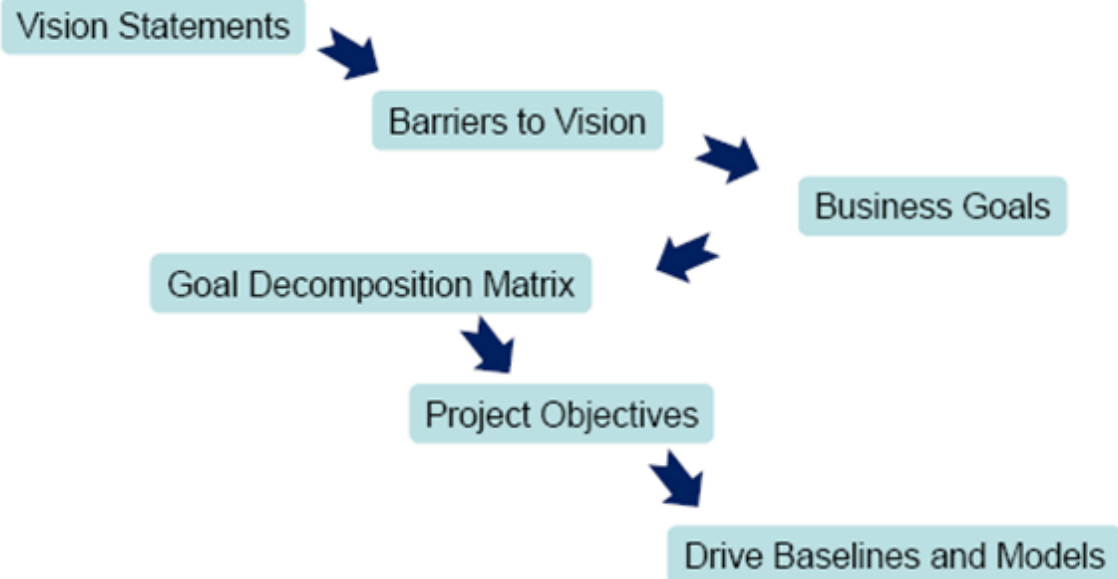 Vision Statements
Barriers to Vision
Business Goals
Goal Decomposition Matrix
Project Objectives
Drive Baselines and Models